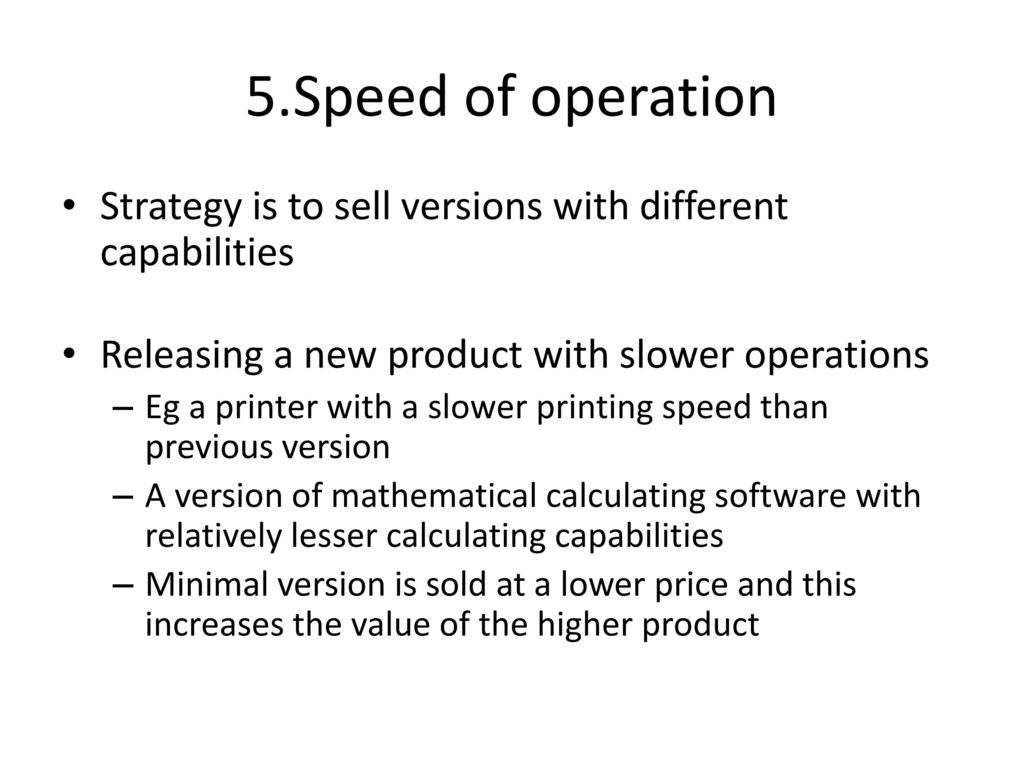 5.Speed of operation
• Strategy is to sell versions with different
capabilities
• Releasing a new product with slower operations
– Eg a printer with a slower printing speed than
previous version
– A version of mathematical calculating software with
relatively lesser calculating capabilities
– Minimal version is sold at a lower price and this
increases the value of the higher product